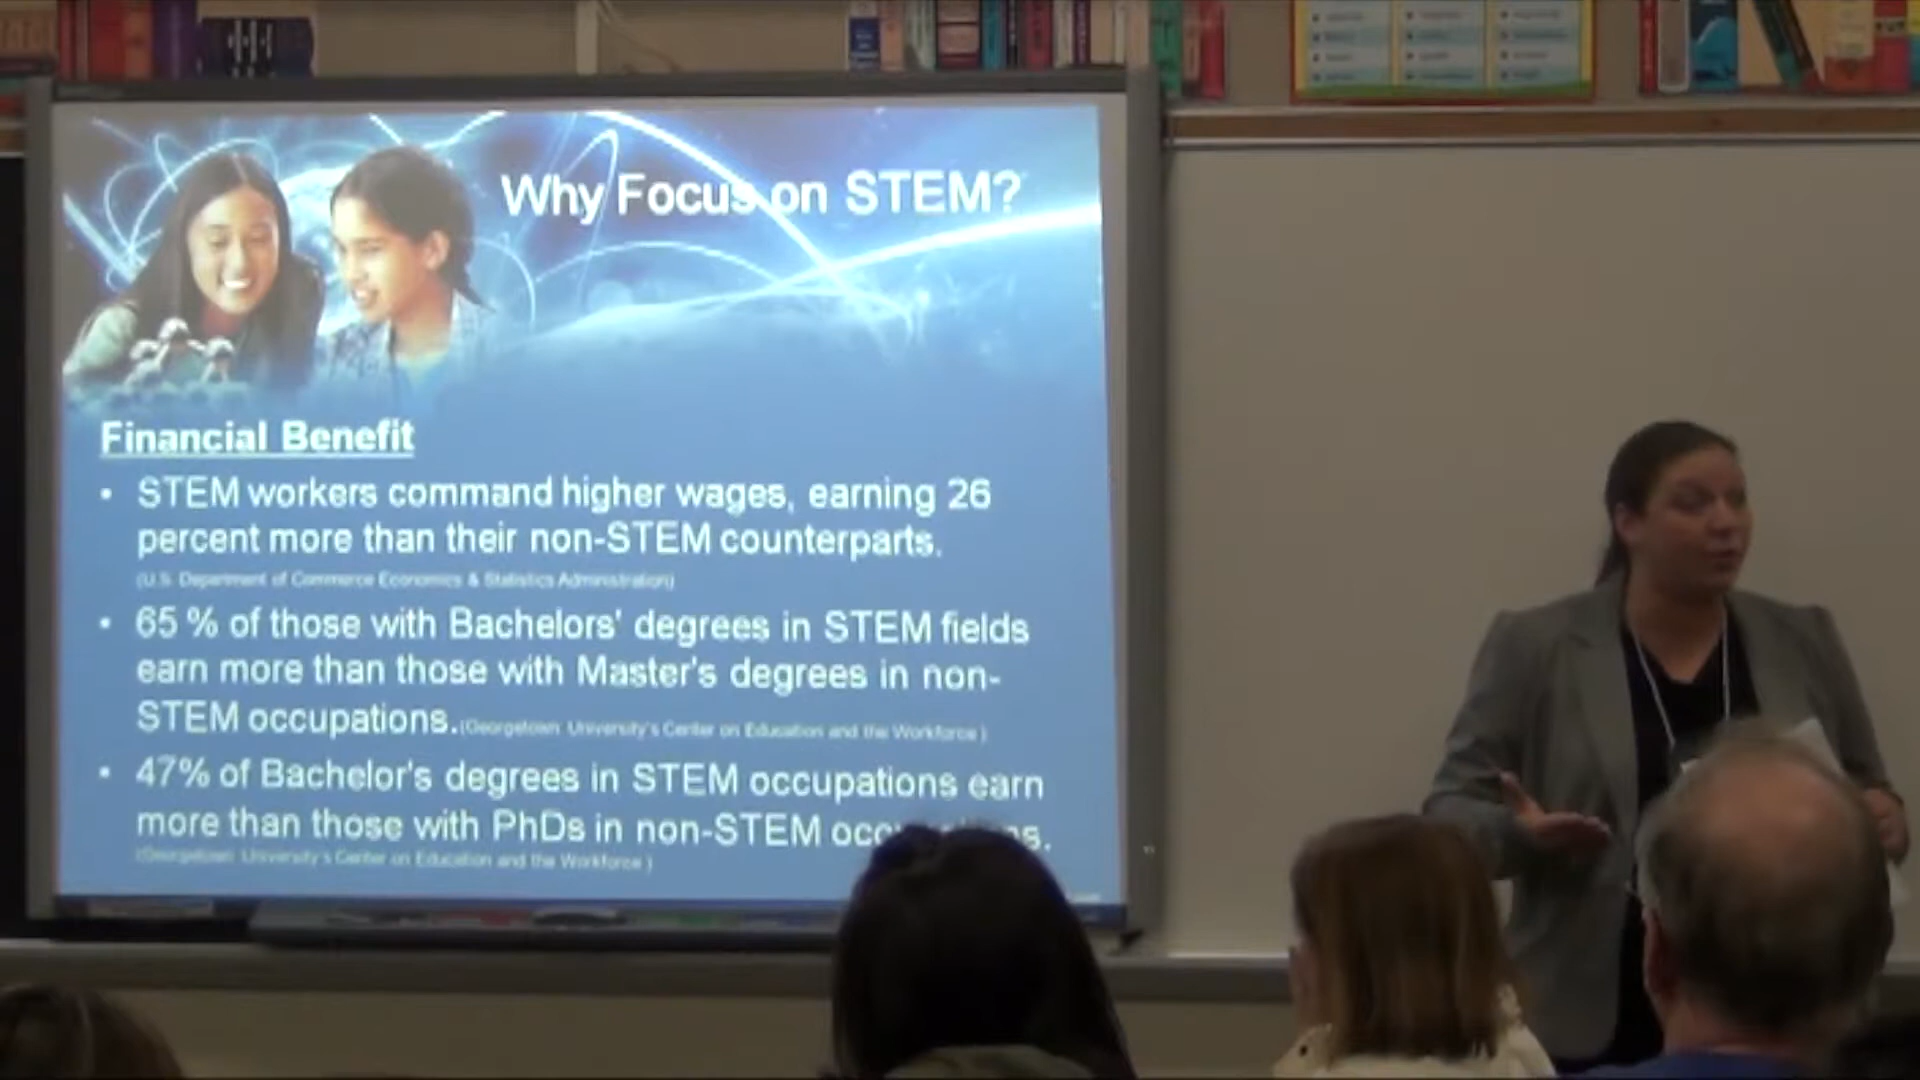 Why Focus on STEM?
Financial Benefit
• STEM workers command higher wages, earning 26
percent more than their non-STEM counterparts.
(U.S. Department of Commerce Economics & Statistics Administration)
• 65 % of those with Bachelors' degrees in STEM fields
earn more than those with Master's degrees in non-
STEM occupations. (Georgetown University's Center on Education and the Workforce)
• 47% of Bachelor's degrees in STEM occupations earn
more than those with PhDs in non-STEM
(Georgetown University's Center on Education and the Workforce)